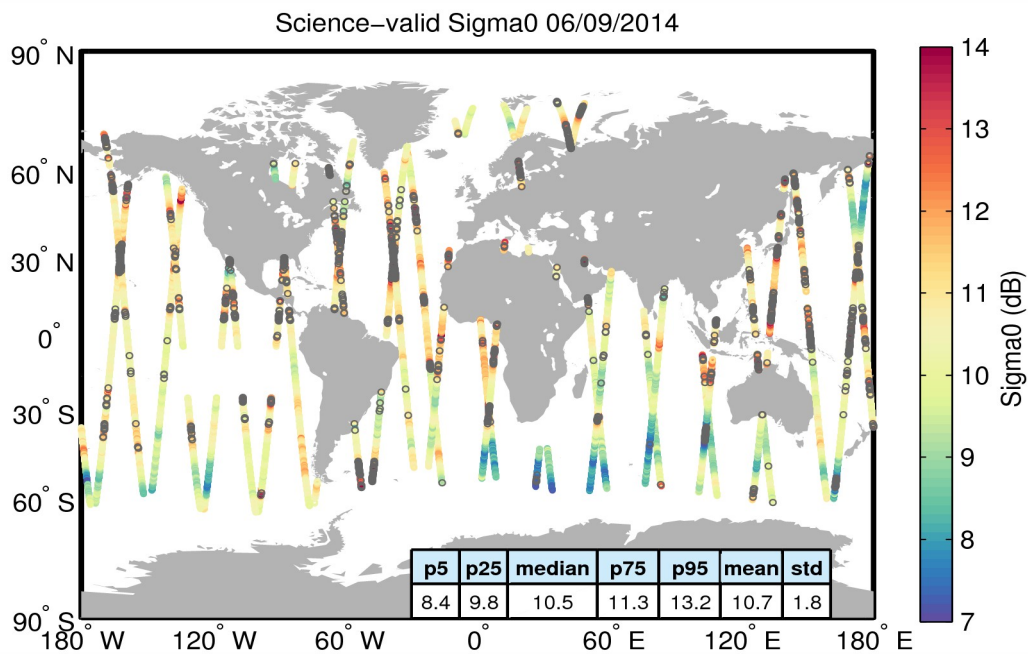 Science−valid Sigma0 06/09/2014
90° N
60° N
30° N
0°
30° S
60° S
90° S
180° W
120° W
60° W
0°
60° E
120° E
180° E
p5 p25 median p75 p95 mean std
8.4 9.8 10.5 11.3 13.2 10.7 1.8
14
13
12
11
10
9
8
7
Sigma0 (dB)